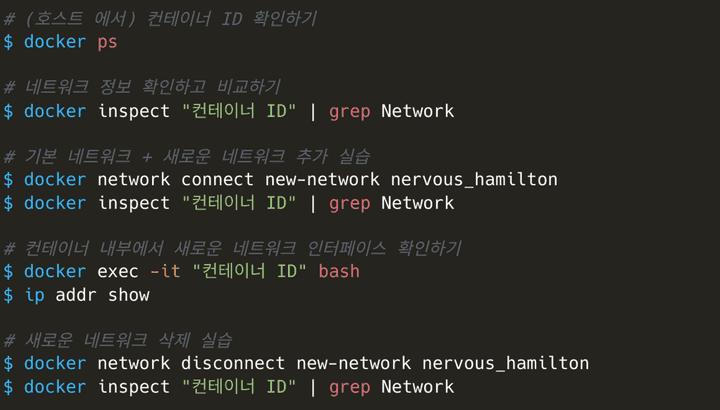 # (호스트 에서) 컨테이너 ID 확인하기
$ docker ps
# 네트워크 정보 확인하고 비교하기
$ docker inspect "컨테이너 ID" | grep Network
# 기본 네트워크 + 새로운 네트워크 추가 실습
$ docker network connect new-network nervous_hamilton
$ docker inspect "컨테이너 ID" | grep Network
# 컨테이너 내부에서 새로운 네트워크 인터페이스 확인하기
$ docker exec -it "컨테이너 ID" bash
$ ip addr show
# 새로운 네트워크 삭제 실습
$ docker network disconnect new-network nervous_hamilton
$ docker inspect "컨테이너 ID" | grep Network